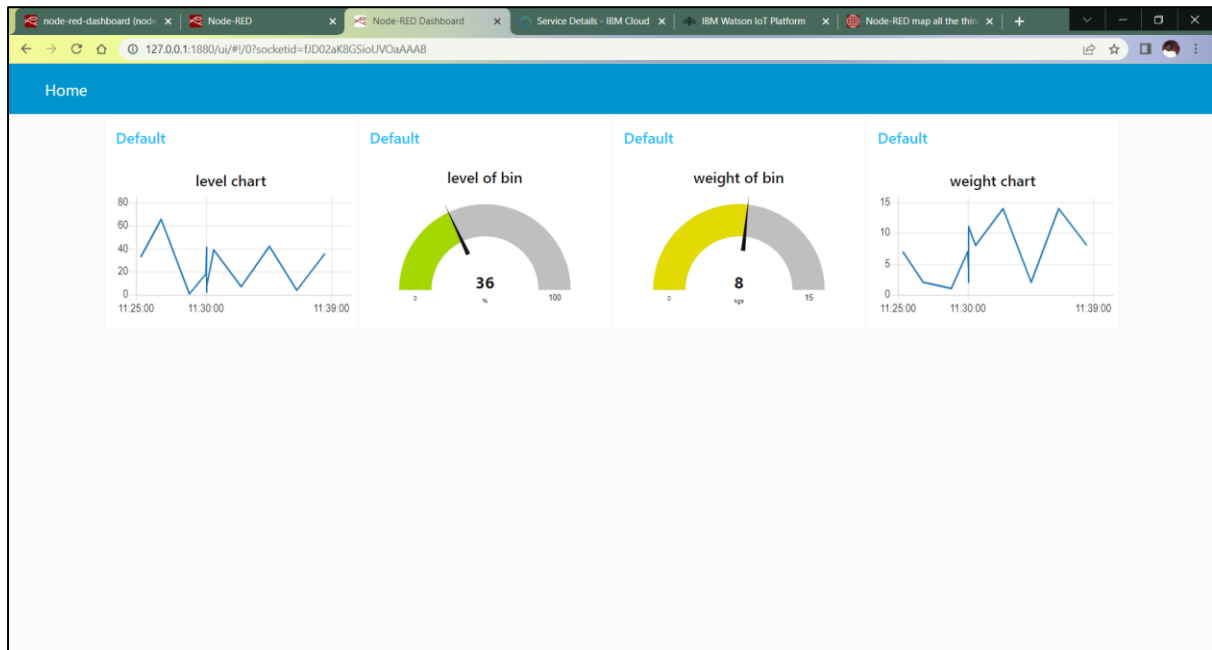 node-red-dashboard (node
Node-RED
Node-RED Dashboard
Service Details - IBM Cloud
IBM Watson IoT Platform
Node-RED map all the thin
127.0.0.1:1880/ui/#!/0?socketid=fJD02aK8GSioUVOaAAAB
Home
Default
level chart
80
60
40
20
0
11:25:00 11:30:00 11:39:00
Default
level of bin
36
%
0 100
Default
weight of bin
8
kgs
0 15
Default
weight chart
15
10
5
0
11:25:00 11:30:00 11:39:00